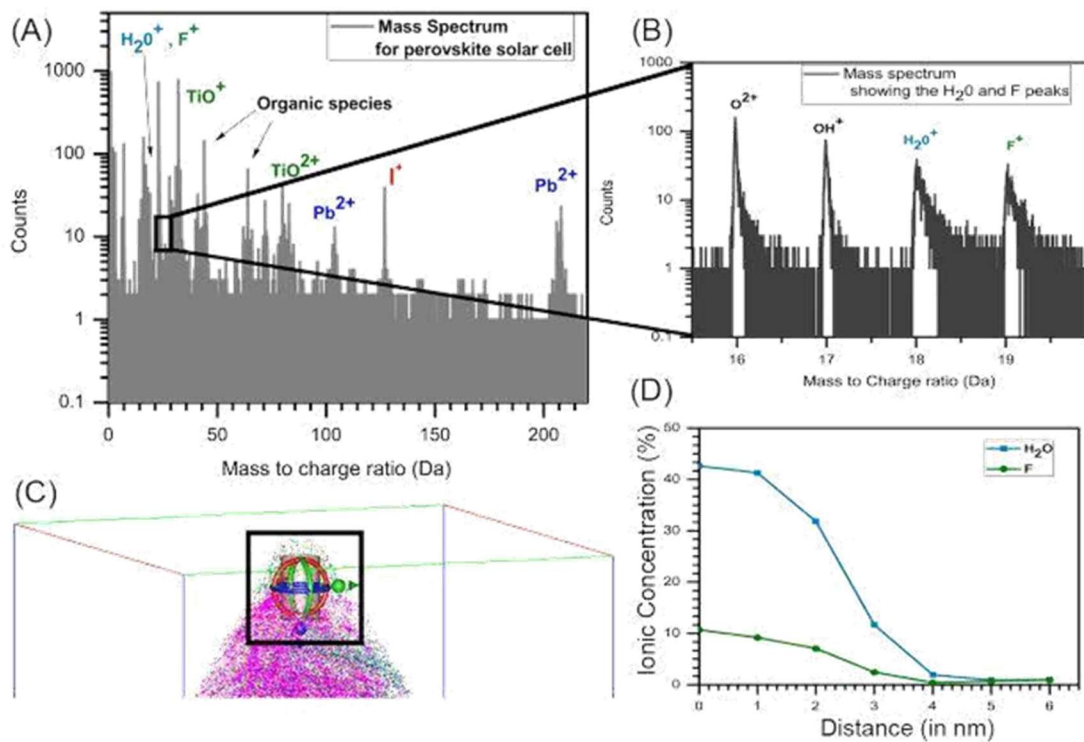 (A)
Mass Spectrum
for perovskite solar cell
H20+ , F+
TiO+
Organic species
TiO2+
I+
Pb2+
Pb2+
1000
100
10
1
0.1
Counts
0
50
100
150
200
Mass to charge ratio (Da)
(B)
Mass spectrum
showing the H20 and F peaks
O2+
OH+
H20+
F+
1000
100
10
1
0.1
Counts
16
17
18
19
Mass to Charge ratio (Da)
(C)
(D)
H2O
F
50
40
30
20
10
0
Ionic Concentration (%)
0
1
2
3
4
5
6
Distance (in nm)